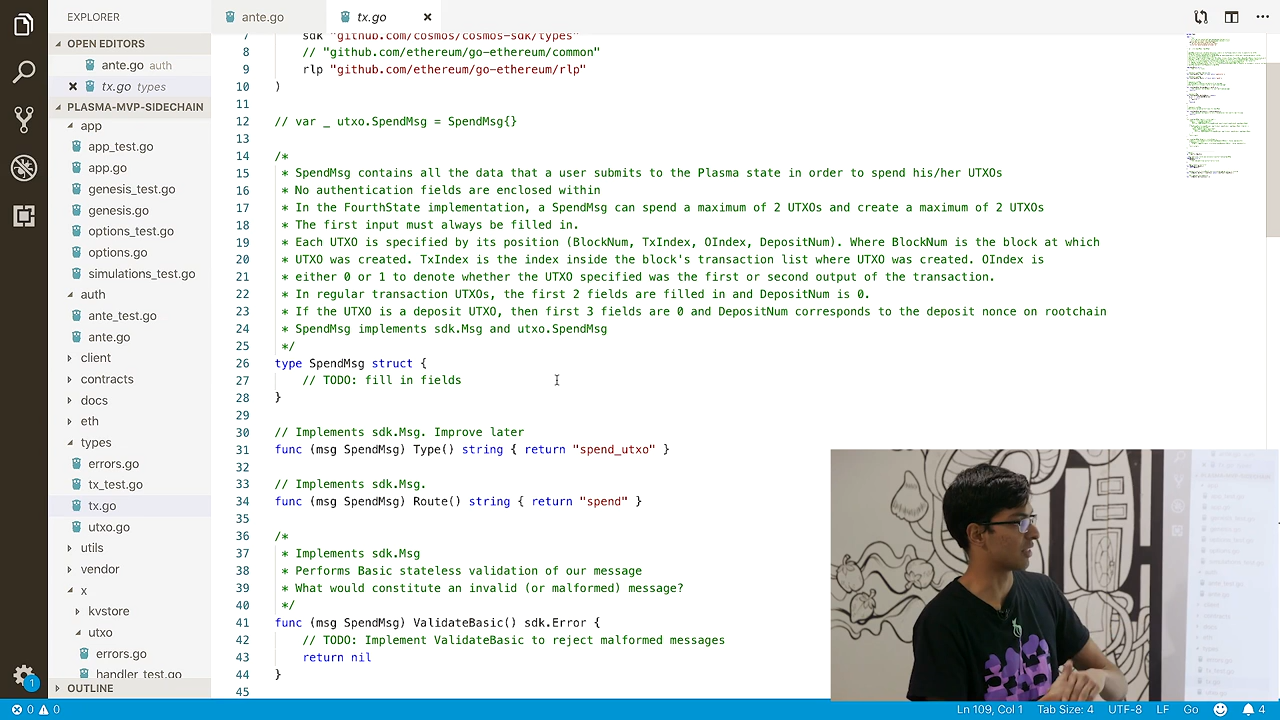 EXPLORER
OPEN EDITORS
ante.go auth
tx.go types
PLASMA-MVP-SIDECHAIN
app
app_test.go
app.go
genesis_test.go
genesis.go
options_test.go
options.go
simulations_test.go
auth
ante_test.go
ante.go
client
contracts
docs
eth
types
errors.go
tx_test.go
tx.go
utxo.go
utils
vendor
x
kvstore
utxo
errors.go
handler_test.go
OUTLINE
1
ante.go
tx.go
7 sdk "github.com/cosmos/cosmos-sdk/types"
8 // "github.com/ethereum/go-ethereum/common"
9 rlp "github.com/ethereum/go-ethereum/rlp"
10 )
11
12 // var _ utxo.SpendMsg = SpendMsg{}
13
14 /*
15 * SpendMsg contains all the data that a user submits to the Plasma state in order to spend his/her UTXOs
16 * No authentication fields are enclosed within
17 * In the FourthState implementation, a SpendMsg can spend a maximum of 2 UTXOs and create a maximum of 2 UTXOs
18 * The first input must always be filled in.
19 * Each UTXO is specified by its position (BlockNum, TxIndex, OIndex, DepositNum). Where BlockNum is the block at which
20 * UTXO was created. TxIndex is the index inside the block's transaction list where UTXO was created. OIndex is
21 * either 0 or 1 to denote whether the UTXO specified was the first or second output of the transaction.
22 * In regular transaction UTXOs, the first 2 fields are filled in and DepositNum is 0.
23 * If the UTXO is a deposit UTXO, then first 3 fields are 0 and DepositNum corresponds to the deposit nonce on rootchain
24 * SpendMsg implements sdk.Msg and utxo.SpendMsg
25 */
26 type SpendMsg struct {
27 // TODO: fill in fields
28 }
29
30 // Implements sdk.Msg. Improve later
31 func (msg SpendMsg) Type() string { return "spend_utxo" }
32
33 // Implements sdk.Msg.
34 func (msg SpendMsg) Route() string { return "spend" }
35
36 /*
37 * Implements sdk.Msg
38 * Performs Basic stateless validation of our message
39 * What would constitute an invalid (or malformed) message?
40 */
41 func (msg SpendMsg) ValidateBasic() sdk.Error {
42 // TODO: Implement ValidateBasic to reject malformed messages
43 return nil
44 }
45
0 0
Ln 109, Col 1 Tab Size: 4 UTF-8 LF Go 4